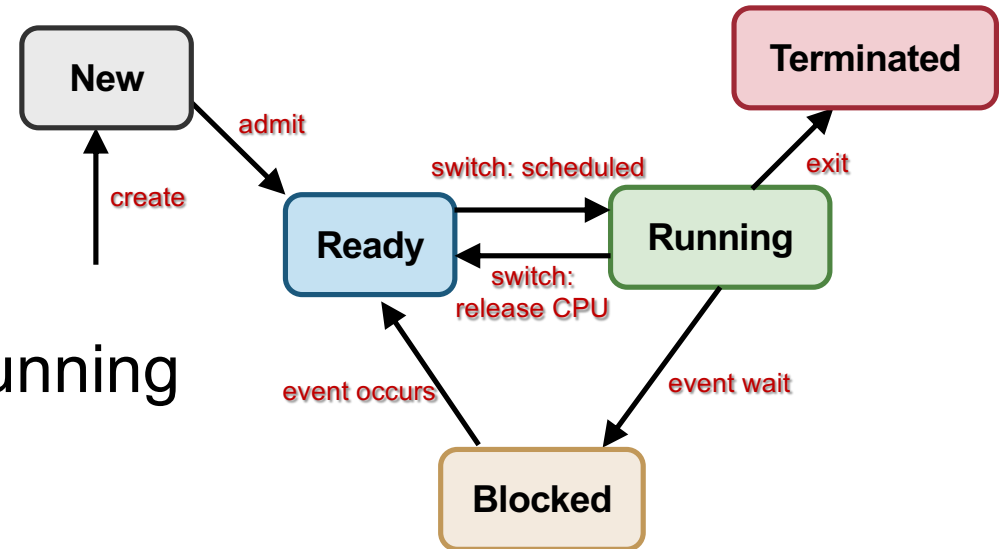 New
Terminated
admit
switch: scheduled
exit
create
Ready
Running
switch:
release CPU
unning
event occurs
event wait
Blocked